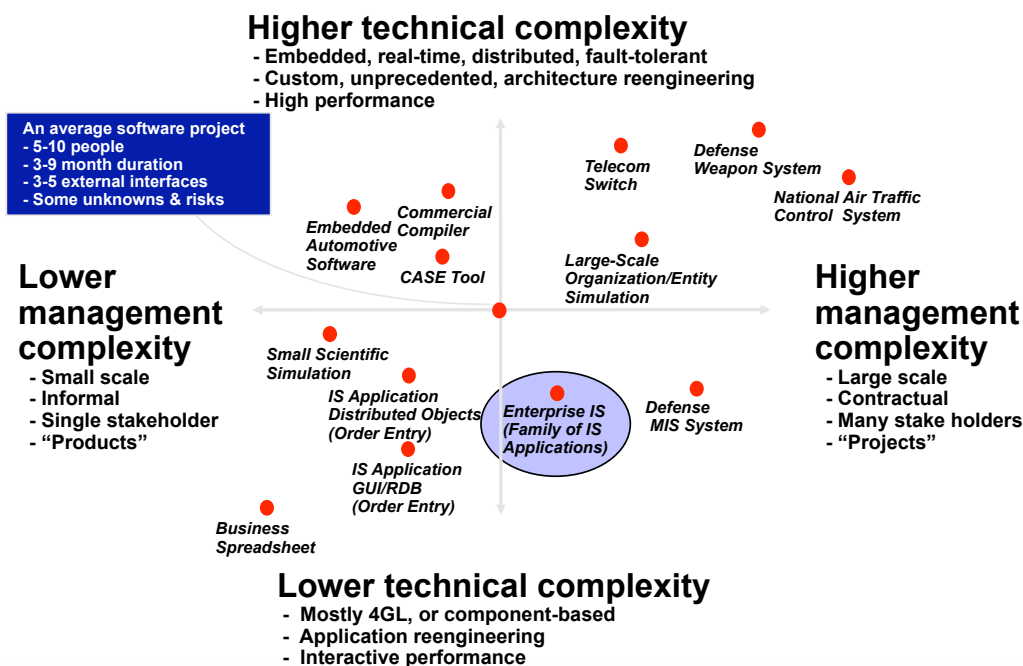 Higher technical complexity
- Embedded, real-time, distributed, fault-tolerant
- Custom, unprecedented, architecture reengineering
- High performance
An average software project
- 5-10 people
- 3-9 month duration
- 3-5 external interfaces
- Some unknowns & risks
Embedded
Automotive
Software
Commercial
Compiler
CASE Tool
Telecom
Switch
Defense
Weapon System
National Air Traffic
Control System
Large-Scale
Organization/Entity
Simulation
Lower
management
complexity
- Small scale
- Informal
- Single stakeholder
- “Products”
Higher
management
complexity
- Large scale
- Contractual
- Many stake holders
- “Projects”
Small Scientific
Simulation
IS Application
Distributed Objects
(Order Entry)
IS Application
GUI/RDB
(Order Entry)
Enterprise IS
(Family of IS
Applications)
Defense
MIS System
Business
Spreadsheet
Lower technical complexity
- Mostly 4GL, or component-based
- Application reengineering
- Interactive performance